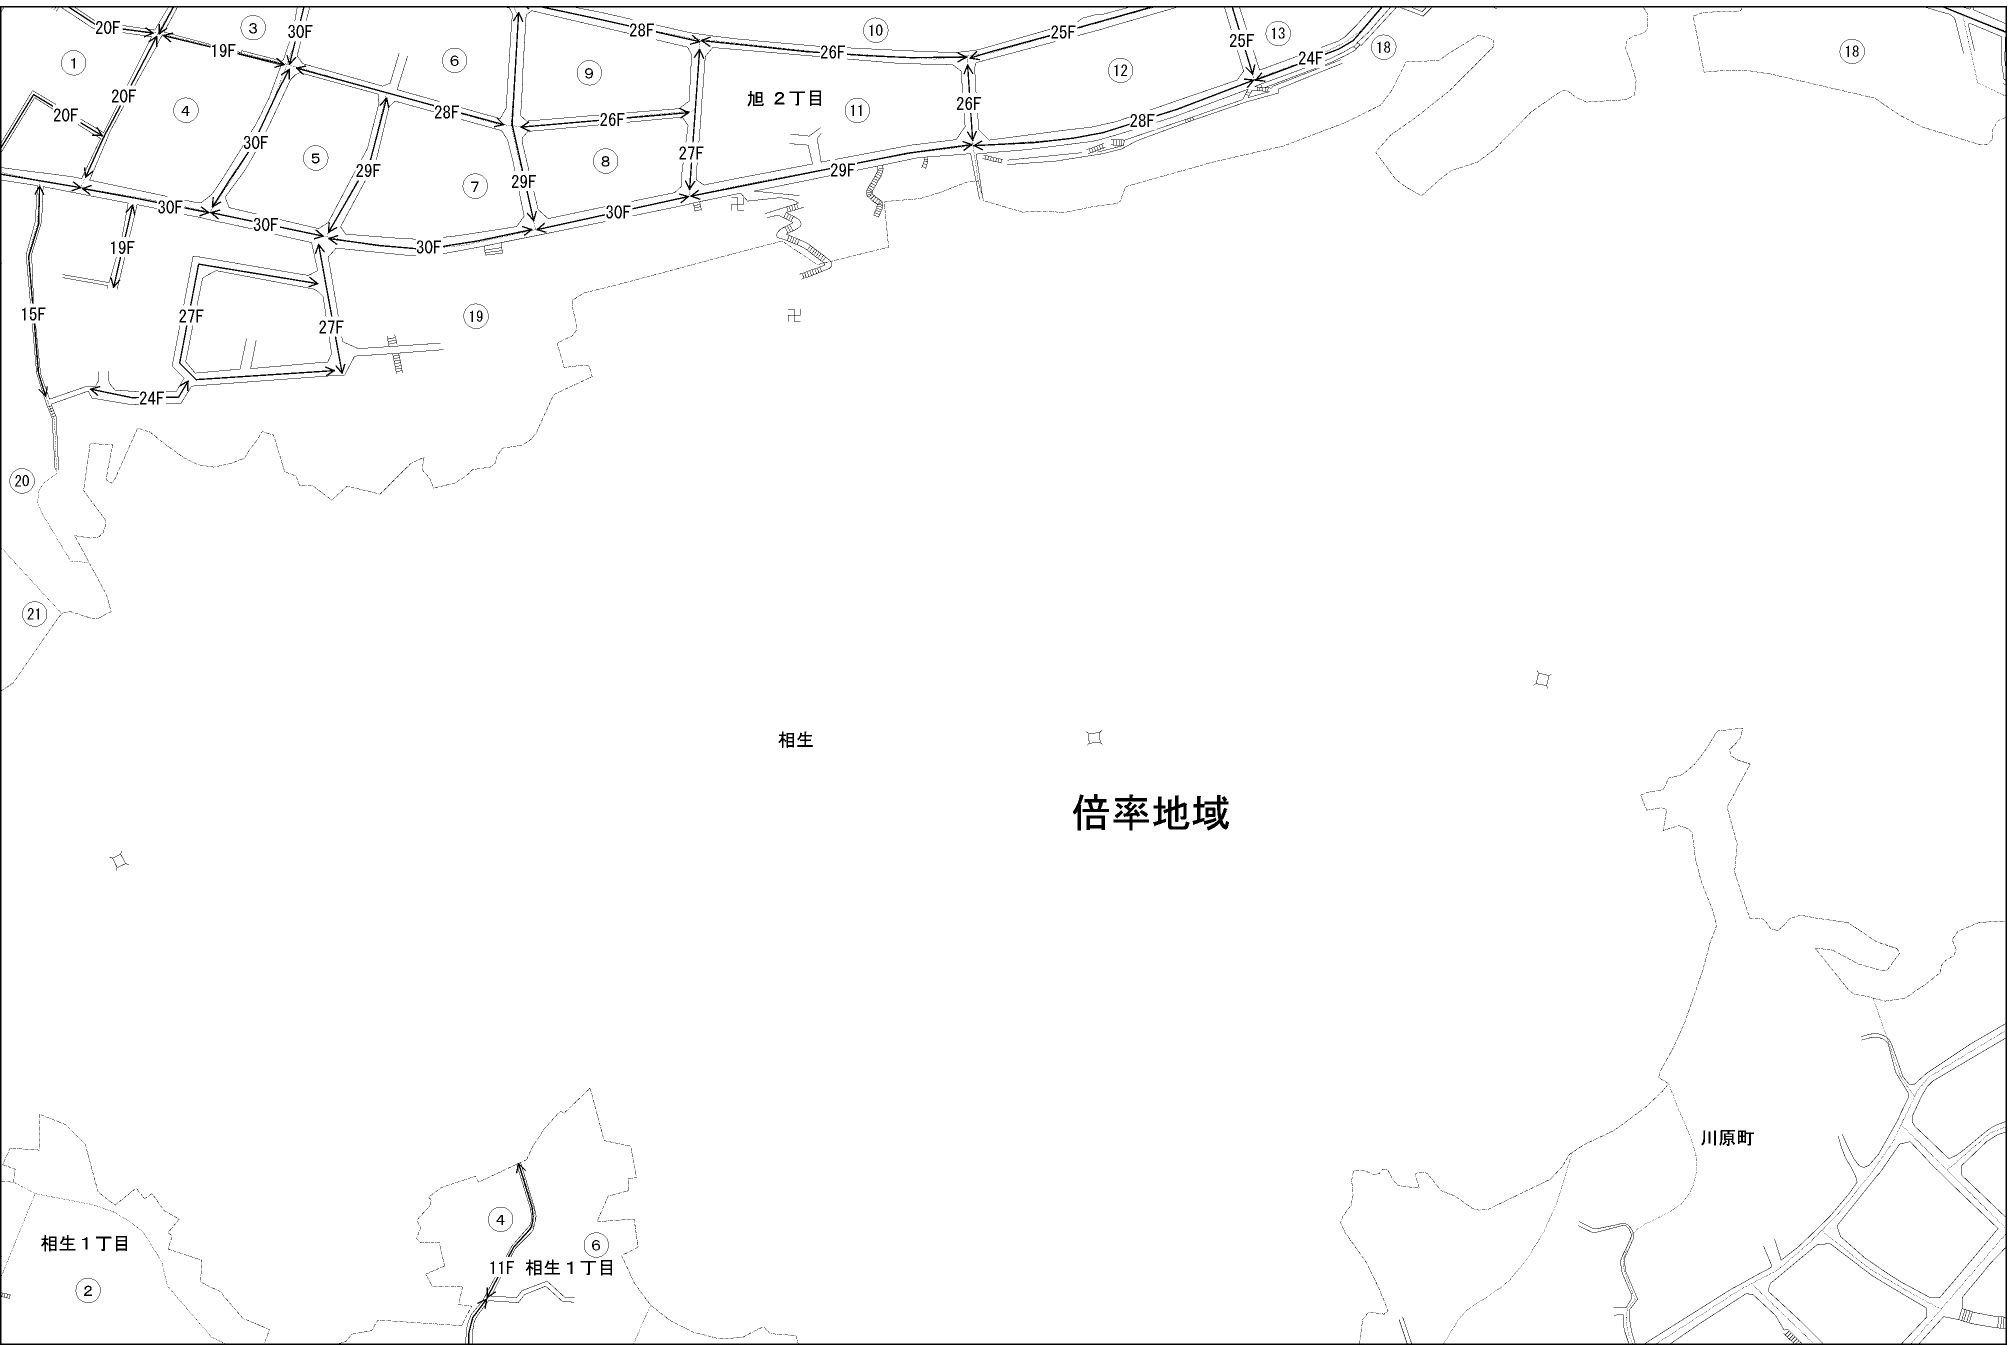 20F
③
30F
28F
⑩
25F
25F
⑬
⑱
⑱
19F
①
⑥
26F
24F
20F
④
⑨
旭 2丁目
⑪
⑫
26F
20F
28F
26F
28F
30F
⑤
29F
⑧
27F
29F
⑦
29F
30F
30F
30F
30F
19F
15F
27F
27F
⑲
24F
⑳
㉑
相生
倍率地域
川原町
④
相生1丁目
⑥
11F
相生1丁目
②